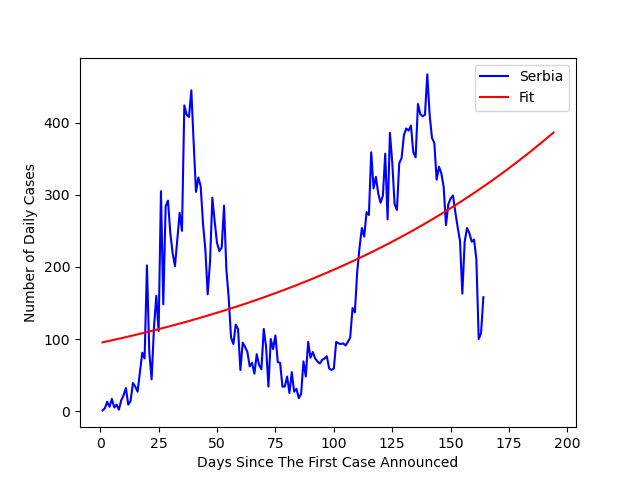 Serbia
Fit
Number of Daily Cases
400
300
200
100
0
0 25 50 75 100 125 150 175 200
Days Since The First Case Announced